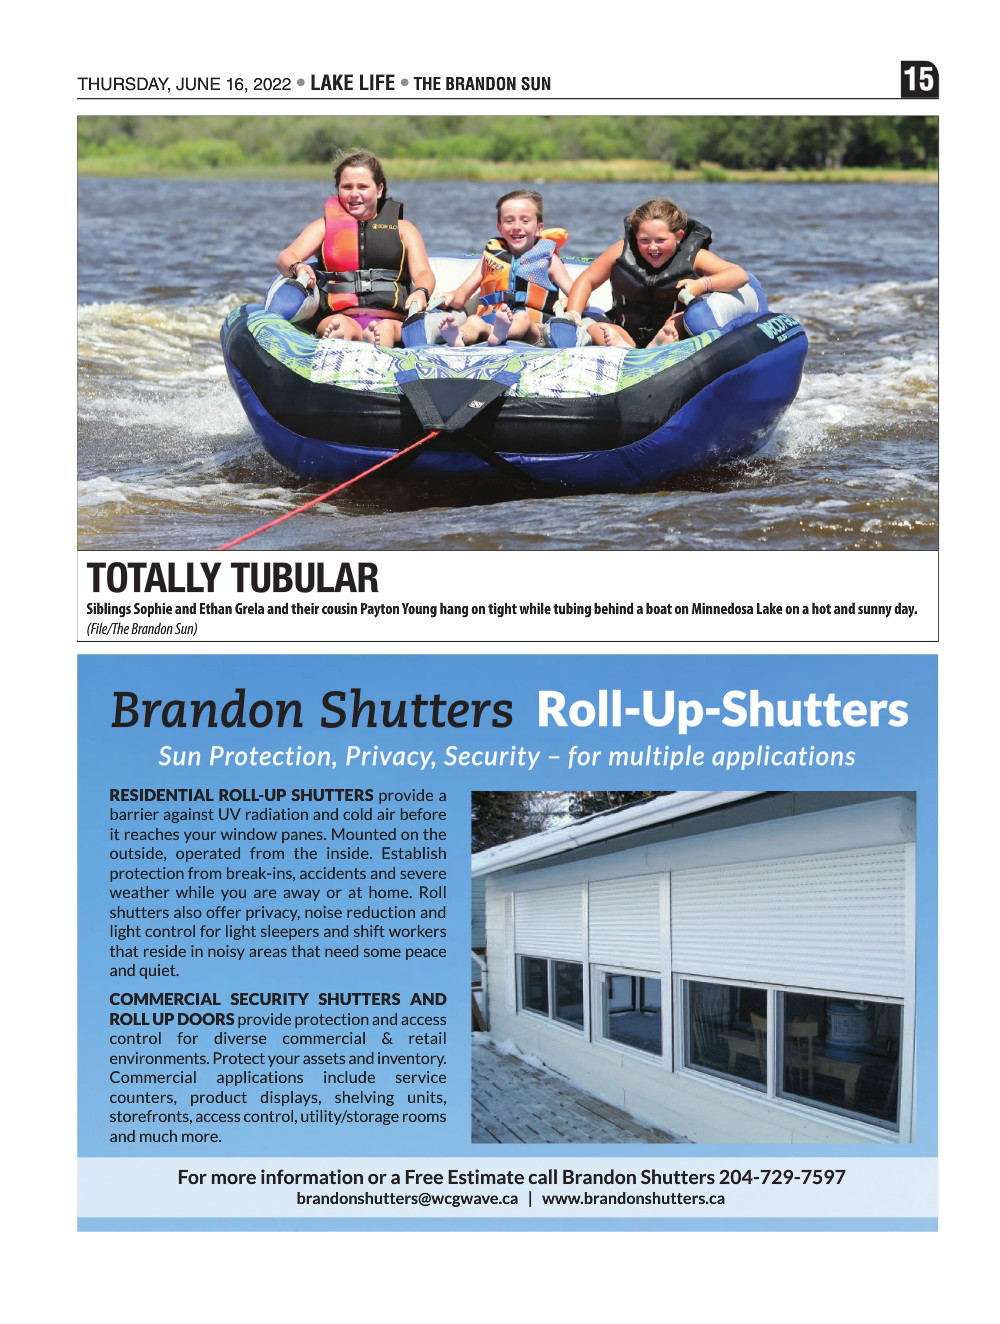 THURSDAY, JUNE 16, 2022 • LAKE LIFE • THE BRANDON SUN
15
TOTALLY TUBULAR
Siblings Sophie and Ethan Grela and their cousin Payton Young hang on tight while tubing behind a boat on Minnedosa Lake on a hot and sunny day.
(File/The Brandon Sun)
Brandon Shutters Roll-Up-Shutters
Sun Protection, Privacy, Security – for multiple applications
RESIDENTIAL ROLL-UP SHUTTERS provide a
barrier against UV radiation and cold air before
it reaches your window panes. Mounted on the
outside, operated from the inside. Establish
protection from break-ins, accidents and severe
weather while you are away or at home. Roll
shutters also offer privacy, noise reduction and
light control for light sleepers and shift workers
that reside in noisy areas that need some peace
and quiet.
COMMERCIAL SECURITY SHUTTERS AND
ROLL UP DOORS provide protection and access
control for diverse commercial & retail
environments. Protect your assets and inventory.
Commercial applications include service
counters, product displays, shelving units,
storefronts, access control, utility/storage rooms
and much more.
For more information or a Free Estimate call Brandon Shutters 204-729-7597
brandonshutters@wcgwave.ca | www.brandonshutters.ca